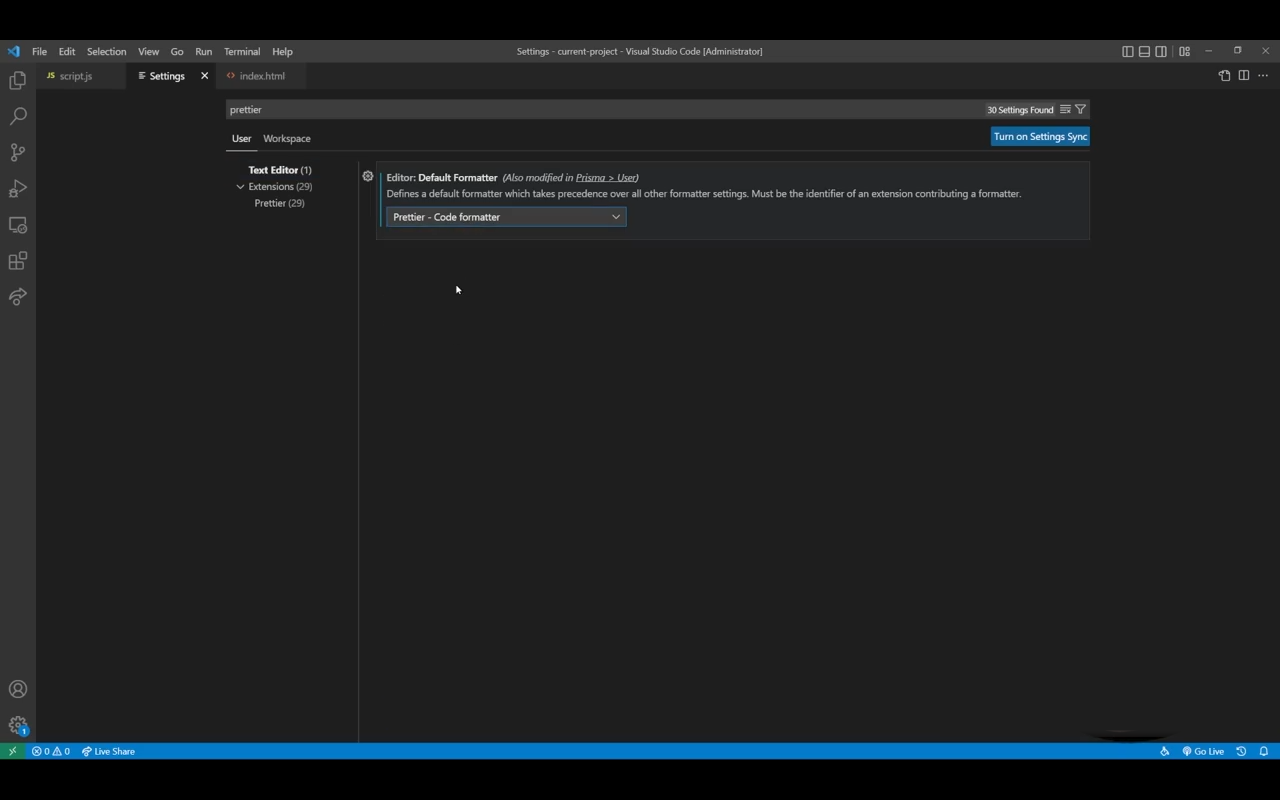 File Edit Selection View Go Run Terminal Help
Settings - current-project - Visual Studio Code [Administrator]
JS script.js
Settings
<> index.html
prettier
30 Settings Found
User Workspace
Turn on Settings Sync
Text Editor (1)
Extensions (29)
Prettier (29)
Editor: Default Formatter (Also modified in Prisma > User)
Defines a default formatter which takes precedence over all other formatter settings. Must be the identifier of an extension contributing a formatter.
Prettier - Code formatter
1
0 0 Live Share
Go Live